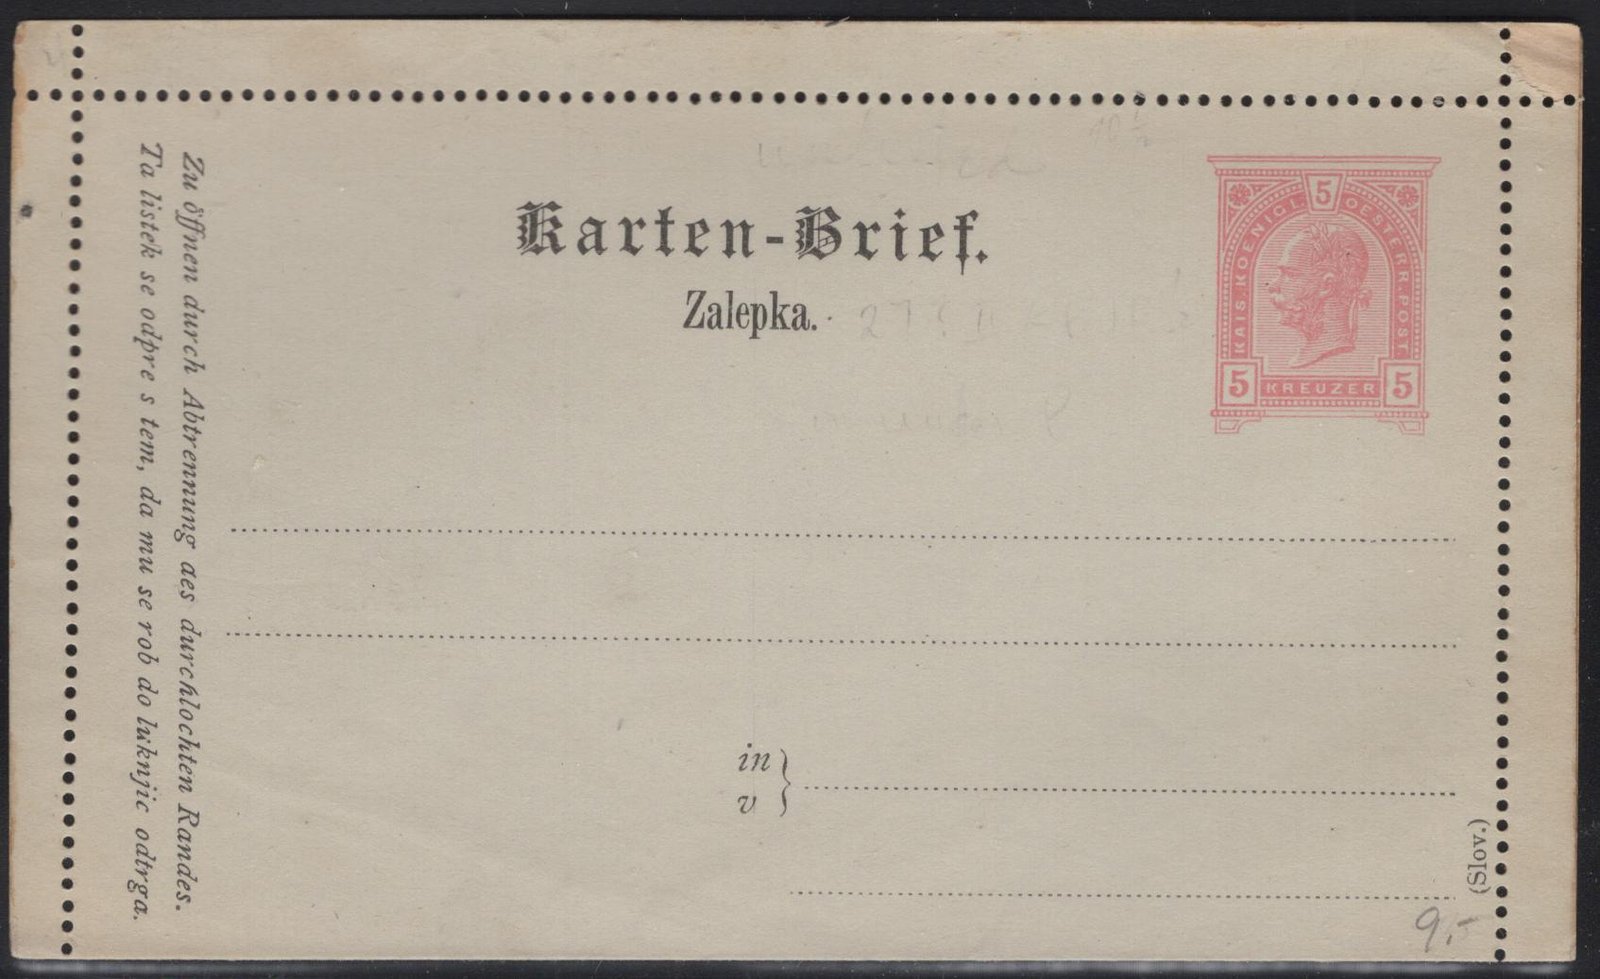 Karten-Brief.
Zalepka.
5
KAIS. KOENIGL. OESTERR. POST
5 KREUZER 5
Zu öffnen durch Abtrennung des durchlochten Randes.
Ta listek se odpre s tem, da mu se rob do luknjic odtrga.
in
v
(Slov.)
9,-